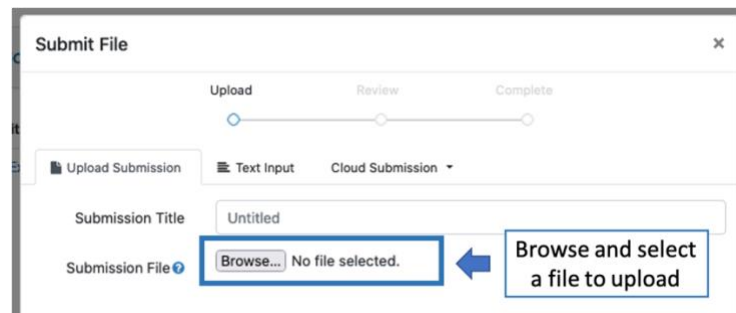 Submit File ×
Upload Review Complete
Upload Submission Text Input Cloud Submission
Submission Title Untitled
Submission File ? Browse... No file selected.
Browse and select
a file to upload